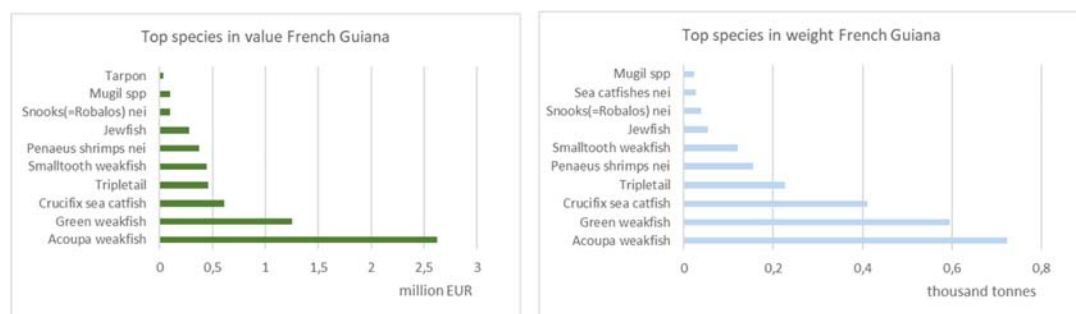 Top species in value French Guiana
Tarpon
Mugil spp
Snooks(=Robalos) nei
Jewfish
Penaeus shrimps nei
Smalltooth weakfish
Tripletail
Crucifix sea catfish
Green weakfish
Acoupa weakfish
0 0,5 1 1,5 2 2,5 3
million EUR
Top species in weight French Guiana
Mugil spp
Sea catfishes nei
Snooks(=Robalos) nei
Jewfish
Smalltooth weakfish
Penaeus shrimps nei
Tripletail
Crucifix sea catfish
Green weakfish
Acoupa weakfish
0 0,2 0,4 0,6 0,8
thousand tonnes